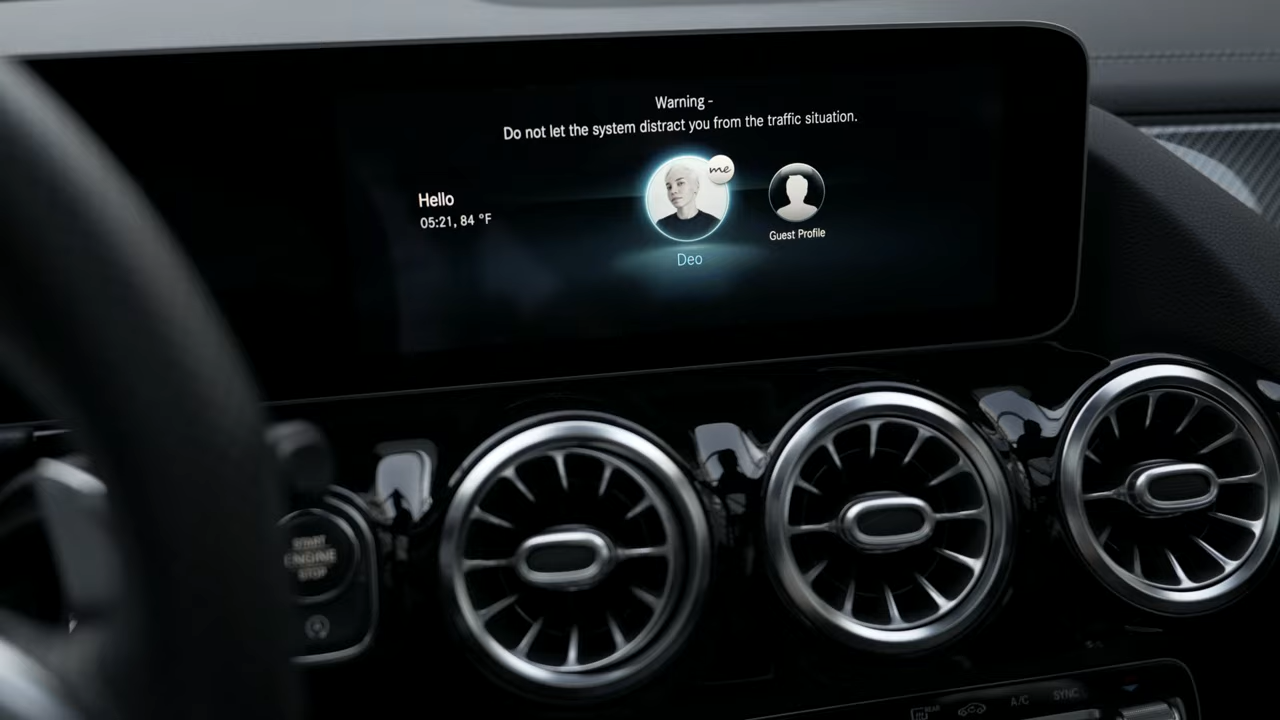 Warning -
Do not let the system distract you from the traffic situation.
me
Hello
05:21, 84 °F
Guest Profile
Deo
START
ENGINE
STOP
REAR
A/C
SYNC